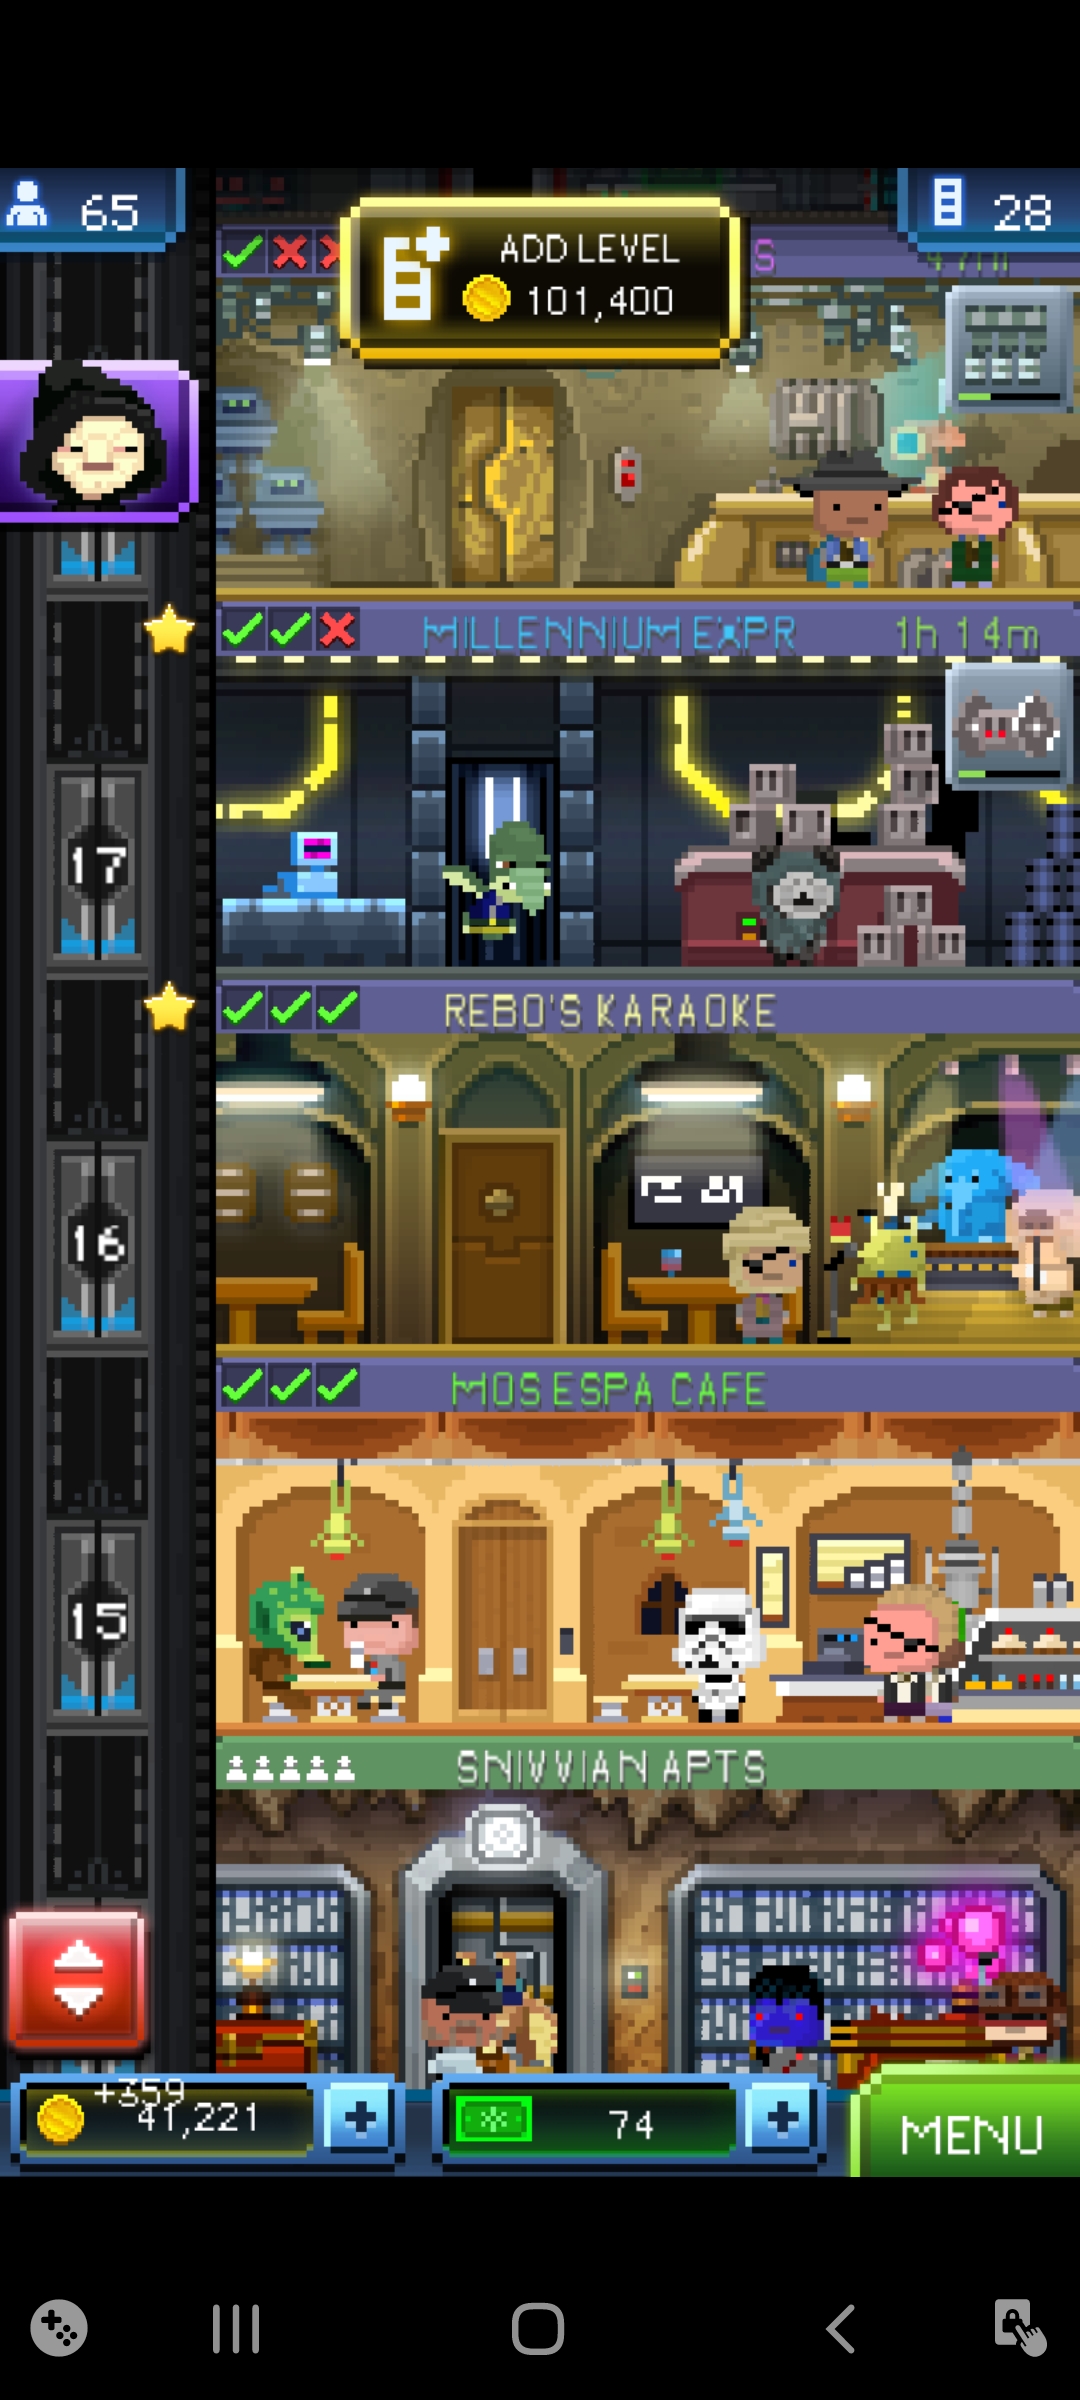 65
ADD LEVEL
101,400
28
S
47m
MILLENNIUM EXPR
1h 14m
17
REBO'S KARAOKE
16
MOS ESPA CAFE
15
SNIVVIAN APTS
+359
41,221
74
MENU